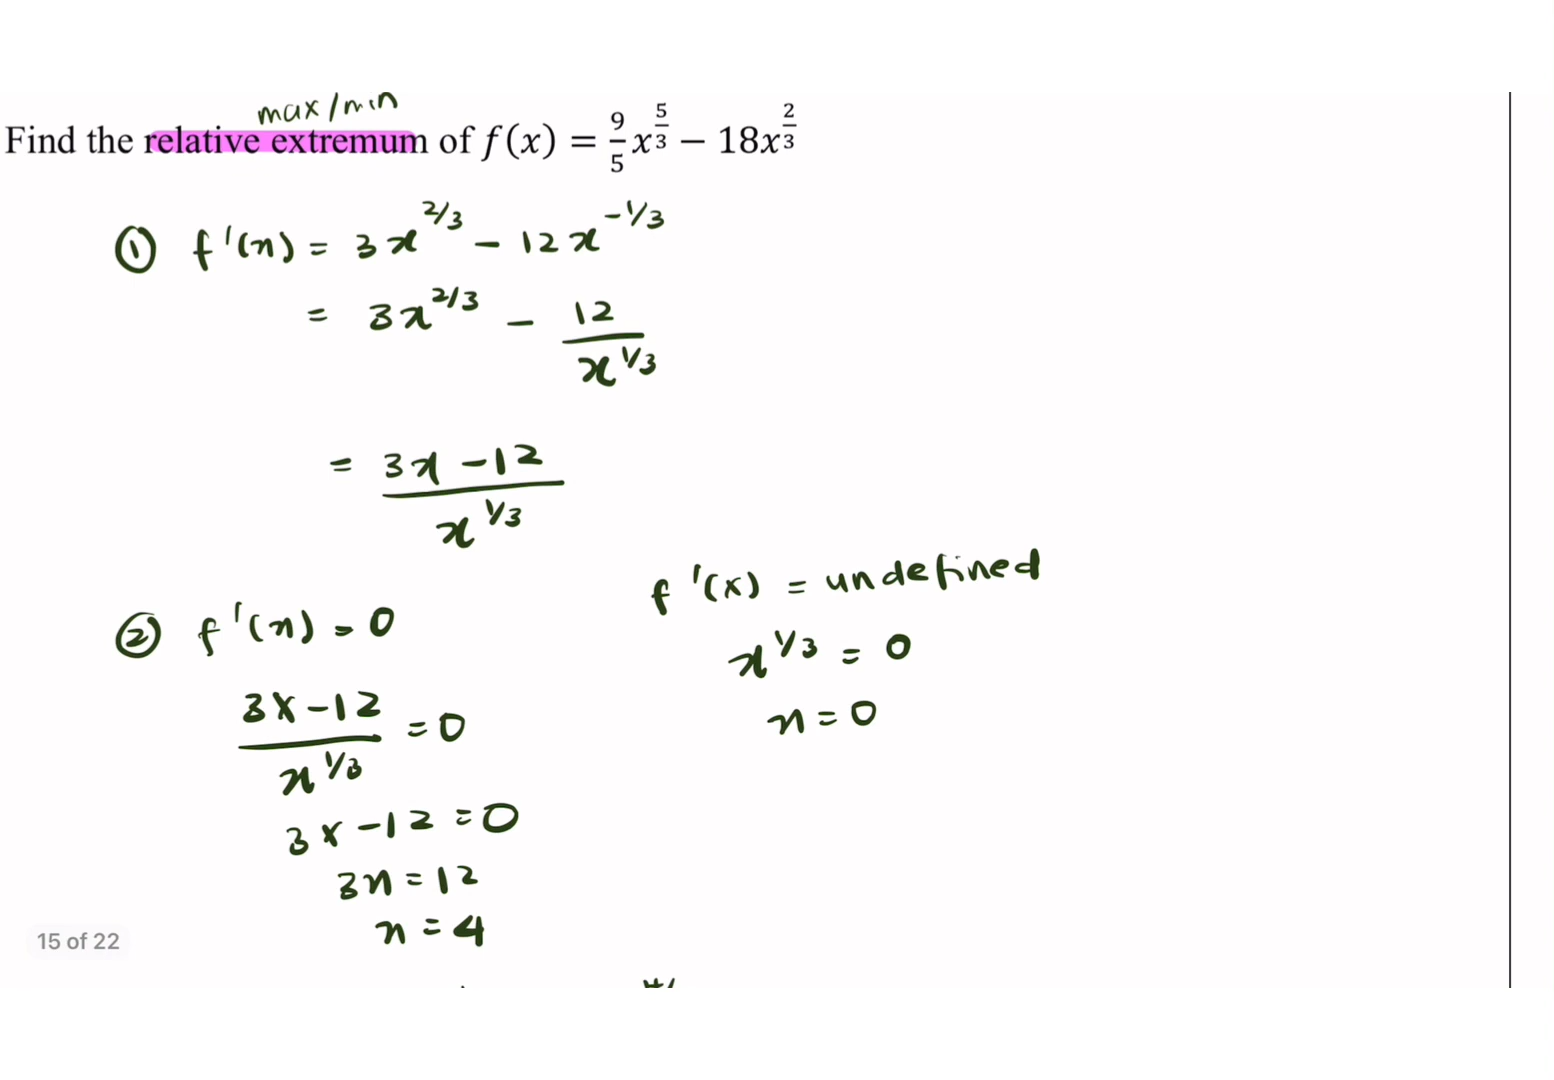 max/min
Find the relative extremum of f(x) = 9/5 x^(5/3) − 18x^(2/3)
① f'(x) = 3x^(2/3) − 12x^(−1/3)
= 3x^(2/3) − 12/x^(1/3)
= (3x − 12)/x^(1/3)
② f'(x) = 0
(3x − 12)/x^(1/3) = 0
3x − 12 = 0
3x = 12
x = 4
f'(x) = undefined
x^(1/3) = 0
x = 0
15 of 22